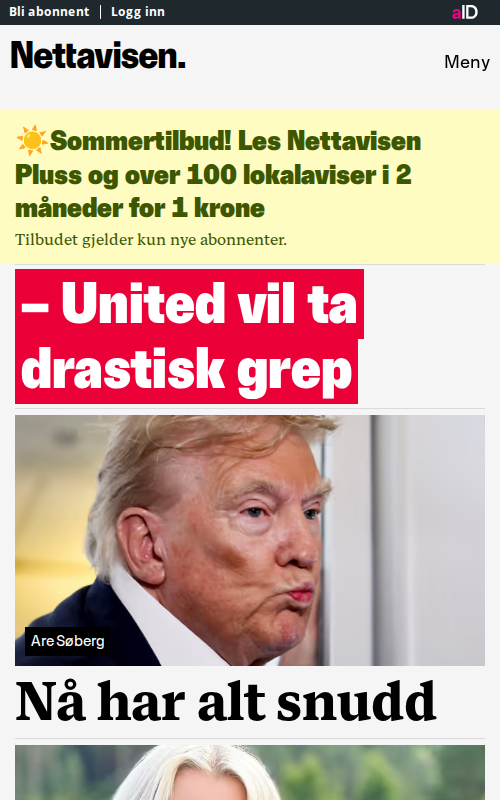 Bli abonnent
Logg inn
aID
Nettavisen.
Meny
☀️Sommertilbud! Les Nettavisen
Pluss og over 100 lokalaviser i 2
måneder for 1 krone
Tilbudet gjelder kun nye abonnenter.
– United vil ta
drastisk grep
Are Søberg
Nå har alt snudd